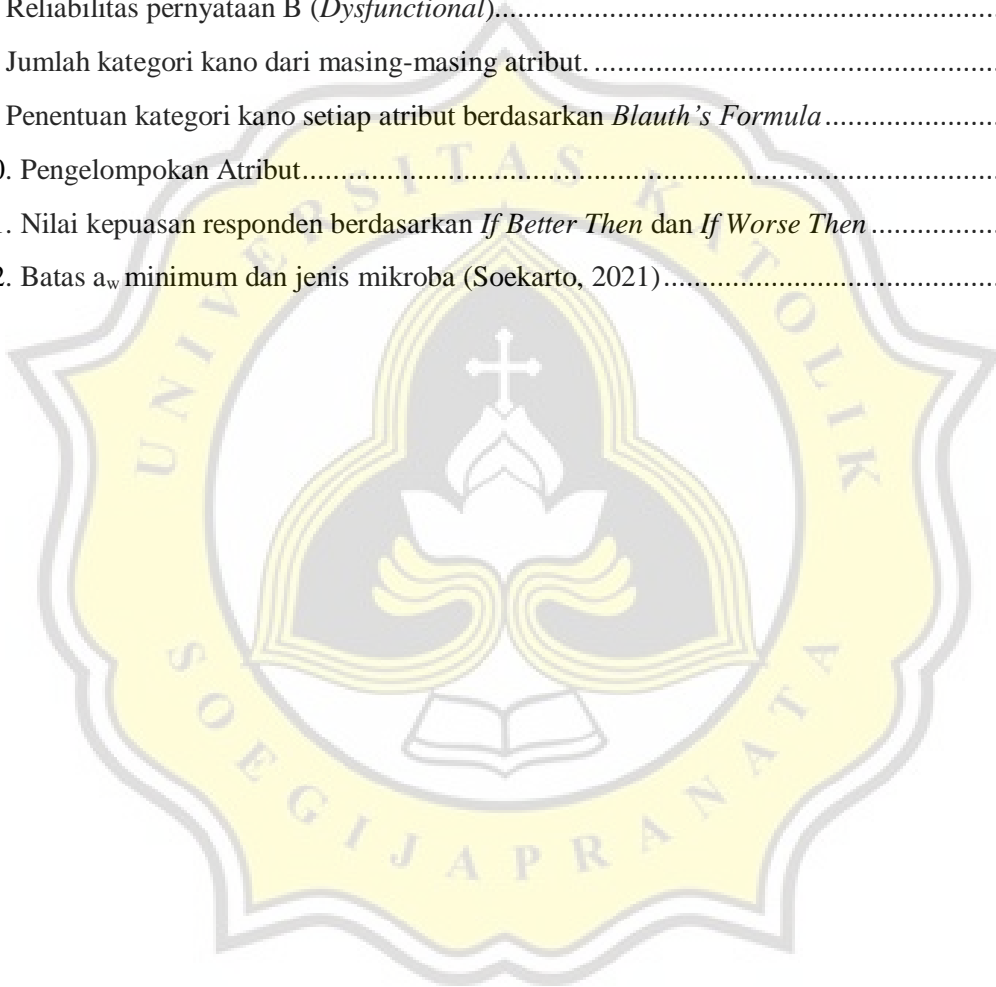 Reliabilitas pernyataan B (Dysfunctional)......................................................................
Jumlah kategori kano dari masing-masing atribut. ......................................................
Penentuan kategori kano setiap atribut berdasarkan Blauth’s Formula......................
0. Pengelompokan Atribut...............................................................................................
1. Nilai kepuasan responden berdasarkan If Better Then dan If Worse Then ................
2. Batas aw minimum dan jenis mikroba (Soekarto, 2021)............................................
UNIVERSITAS KATOLIK
SOEGIJAPRANATA